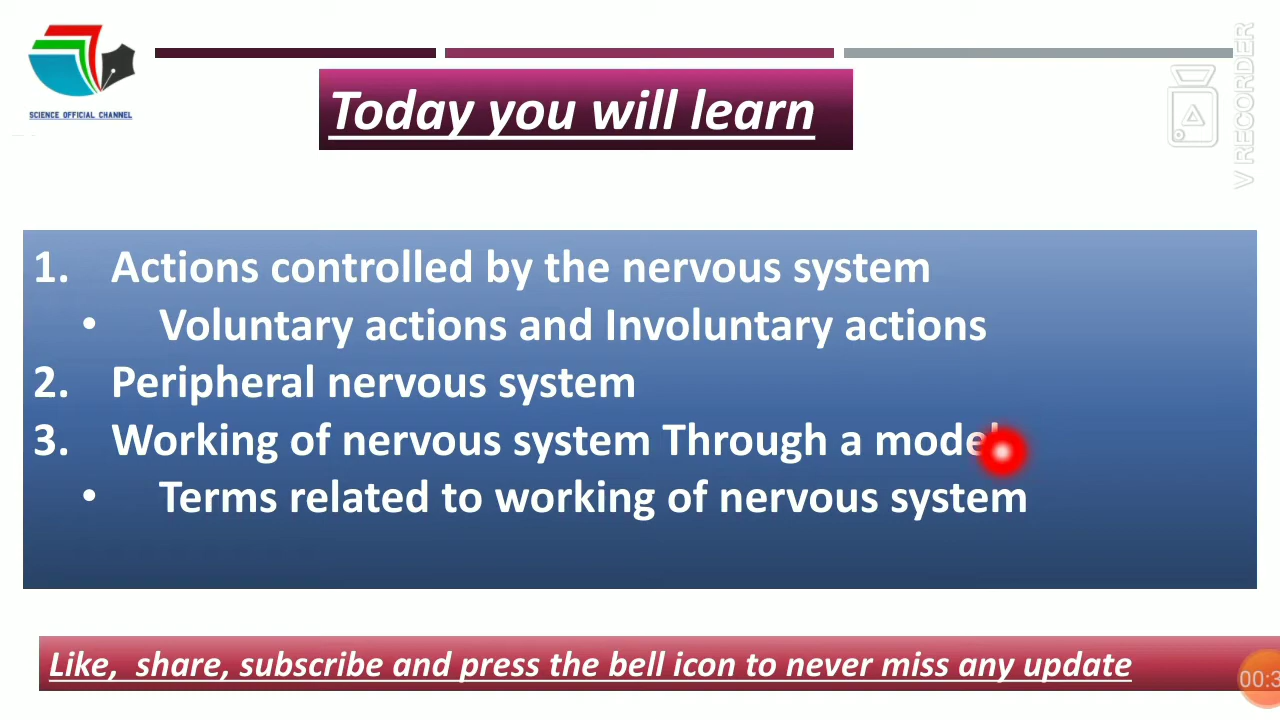 SCIENCE OFFICIAL CHANNEL
Today you will learn
V RECORDER
1. Actions controlled by the nervous system
• Voluntary actions and Involuntary actions
2. Peripheral nervous system
3. Working of nervous system Through a model
• Terms related to working of nervous system
Like, share, subscribe and press the bell icon to never miss any update
00:3